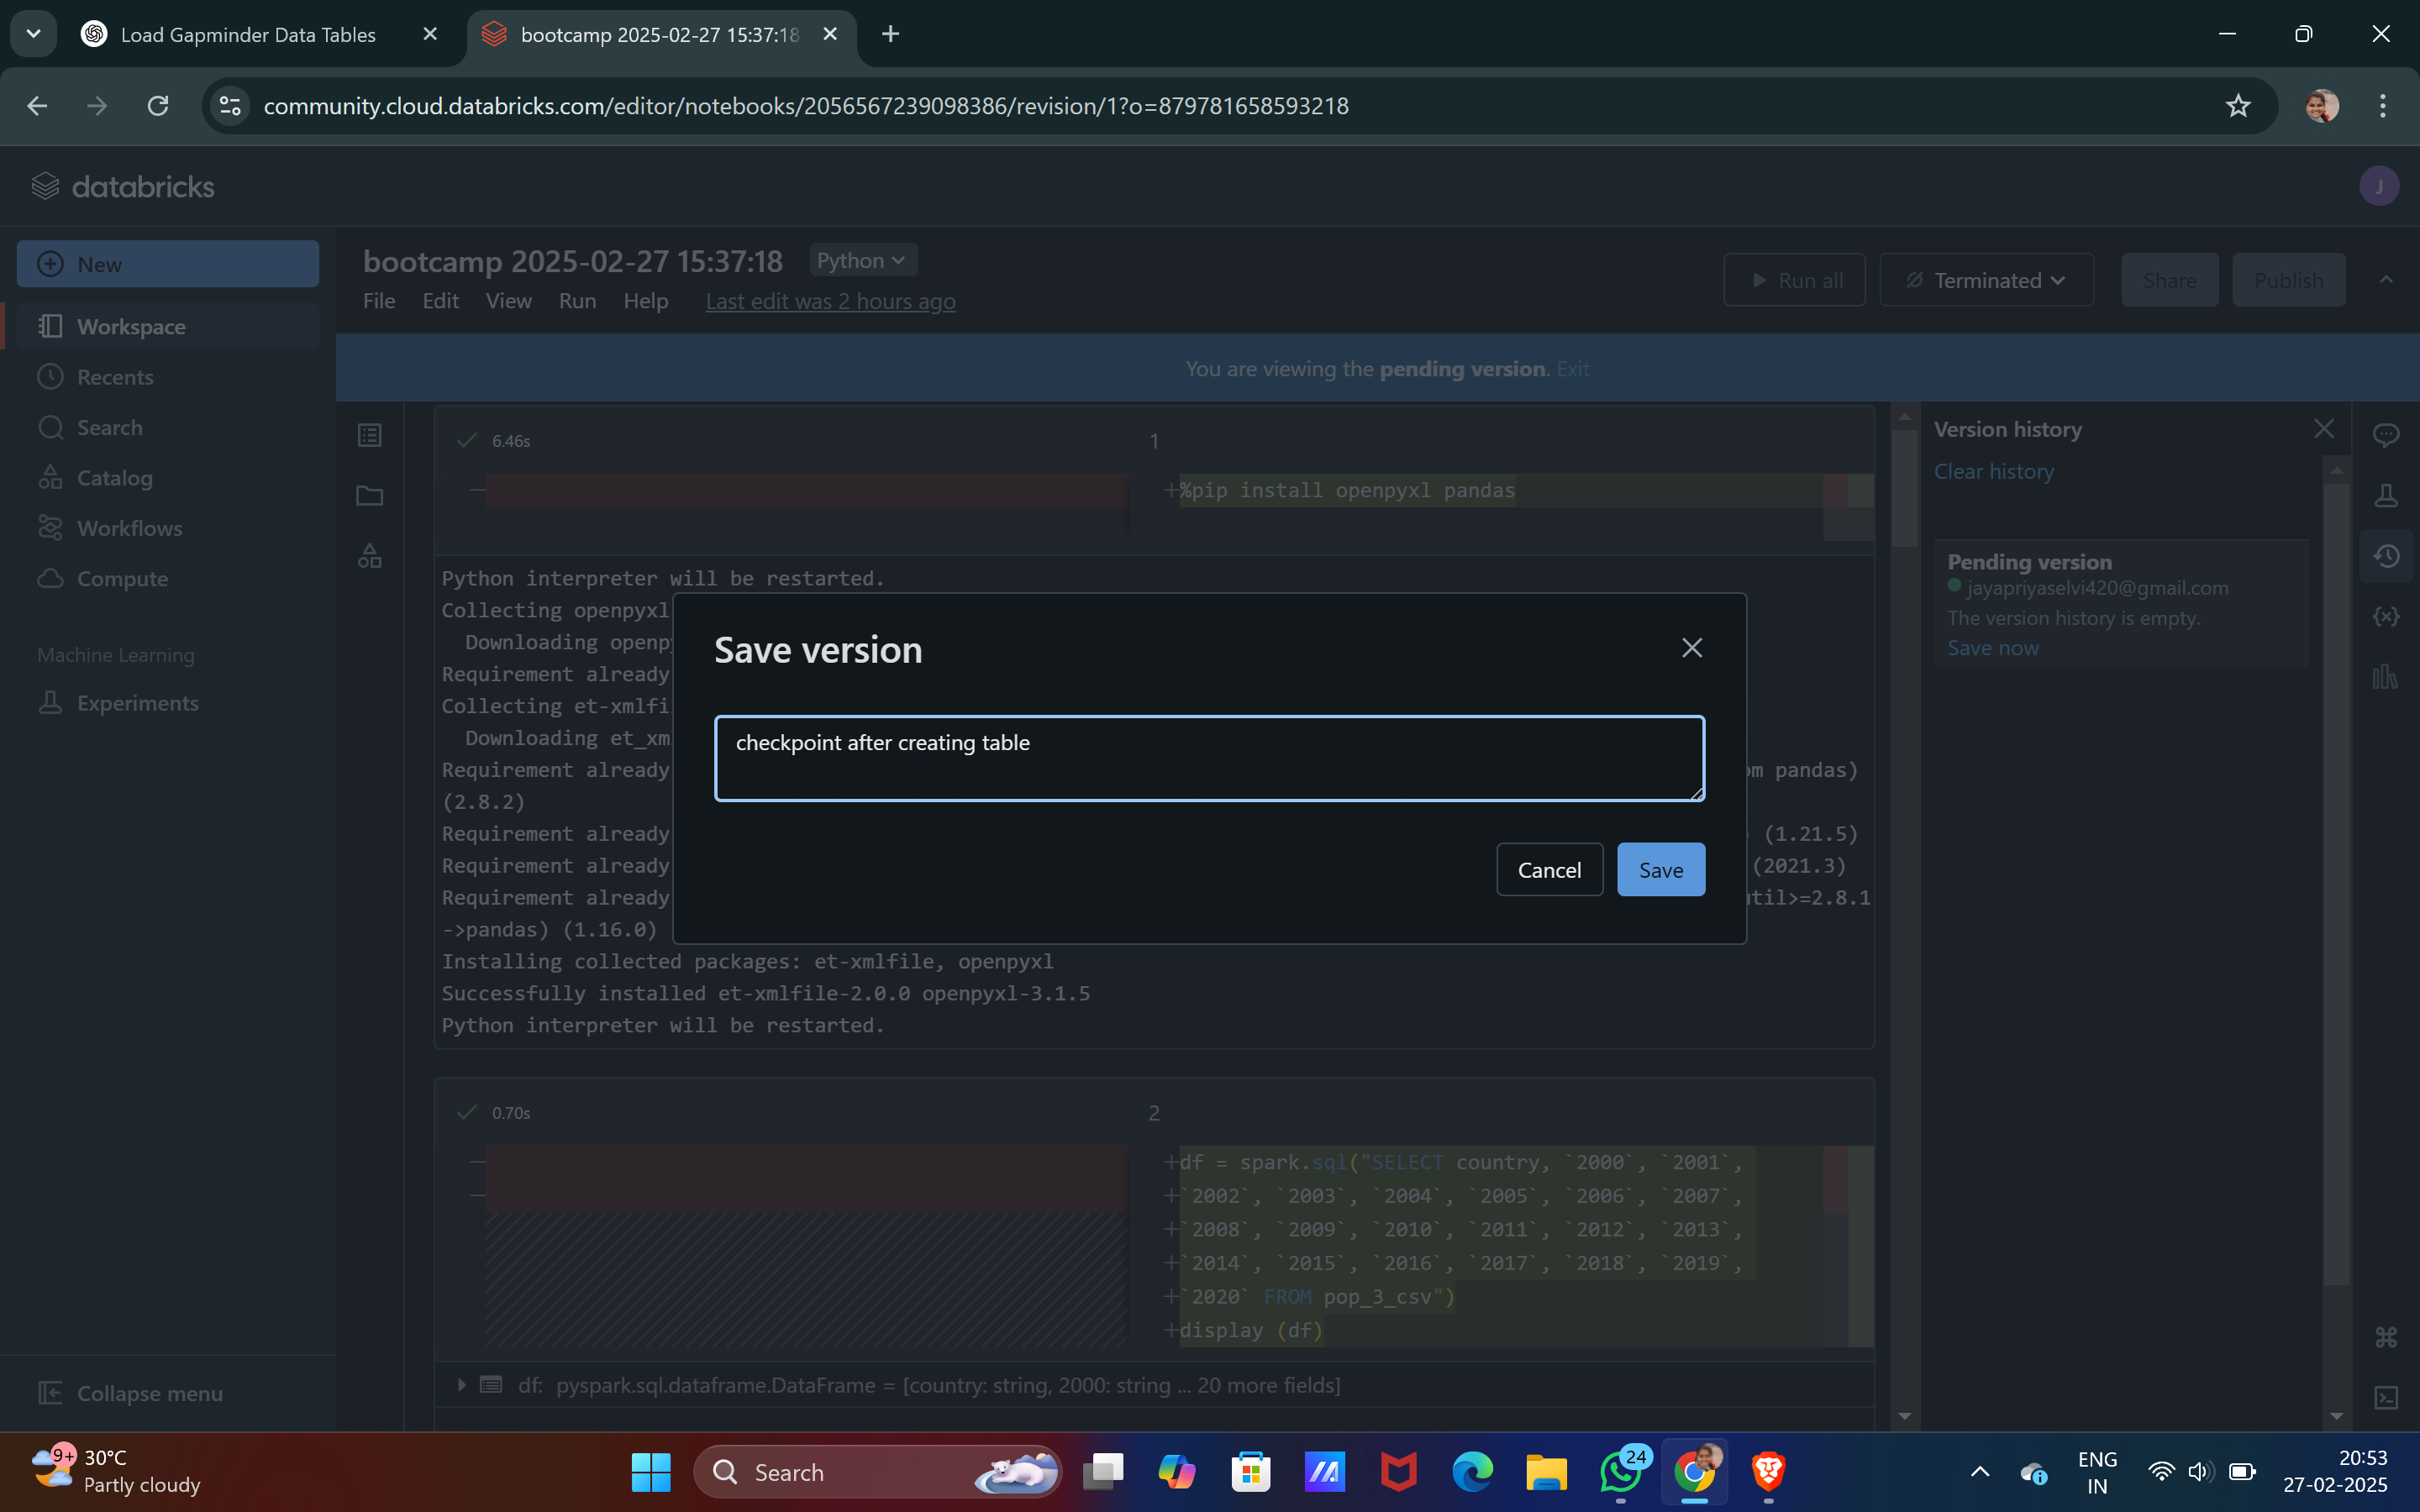 Load Gapminder Data Tables
bootcamp 2025-02-27 15:37:18
community.cloud.databricks.com/editor/notebooks/2056567239098386/revision/1?o=879781658593218
databricks
J
New
Workspace
Recents
Search
Catalog
Workflows
Compute
Machine Learning
Experiments
Collapse menu
bootcamp 2025-02-27 15:37:18 Python
File Edit View Run Help Last edit was 2 hours ago
Run all Terminated Share Publish
You are viewing the pending version. Exit
6.46s 1
+%pip install openpyxl pandas
Python interpreter will be restarted.
Collecting openpyxl
Downloading
Requirement already
Collecting
Downloading
Requirement already pandas)
(2.8.2)
Requirement already (1.21.5)
Requirement already (2021.3)
Requirement already >=2.8.1
->pandas) (1.16.0)
Installing collected packages: et-xmlfile, openpyxl
Successfully installed et-xmlfile-2.0.0 openpyxl-3.1.5
Python interpreter will be restarted.
Save version
checkpoint after creating table
Cancel Save
0.70s 2
+df = spark.sql("SELECT country, `2000`, `2001`,
+`2002`, `2003`, `2004`, `2005`, `2006`, `2007`,
+`2008`, `2009`, `2010`, `2011`, `2012`, `2013`,
+`2014`, `2015`, `2016`, `2017`, `2018`, `2019`,
+`2020` FROM pop_3_csv")
+display (df)
df: pyspark.sql.dataframe.DataFrame = [country: string, 2000: string ... 20 more fields]
Version history
Clear history
Pending version
jayapriyaselvi420@gmail.com
The version history is empty.
Save now
9+
30°C
Partly cloudy
Search
24
ENG
IN
20:53
27-02-2025